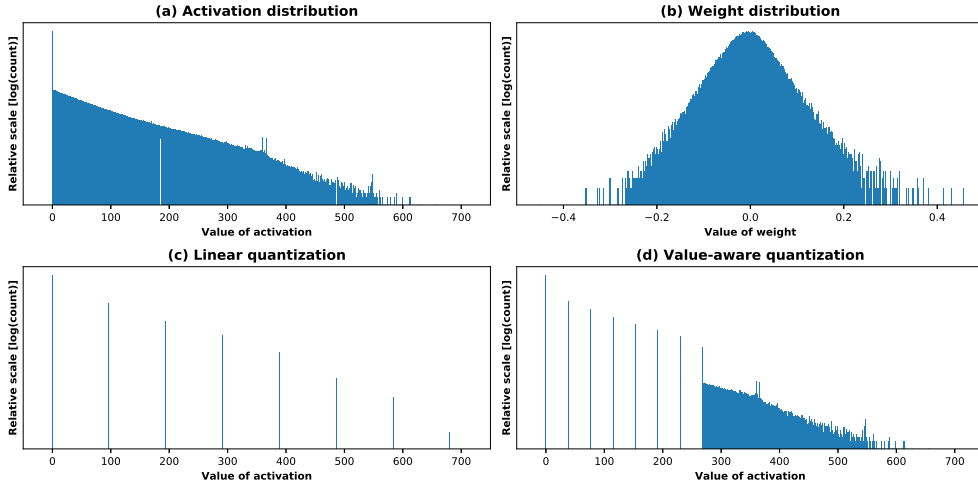 (a) Activation distribution
Relative scale [log(count)]
0 100 200 300 400 500 600 700
Value of activation
(b) Weight distribution
Relative scale [log(count)]
−0.4 −0.2 0.0 0.2 0.4
Value of weight
(c) Linear quantization
Relative scale [log(count)]
0 100 200 300 400 500 600 700
Value of activation
(d) Value-aware quantization
Relative scale [log(count)]
0 100 200 300 400 500 600 700
Value of activation